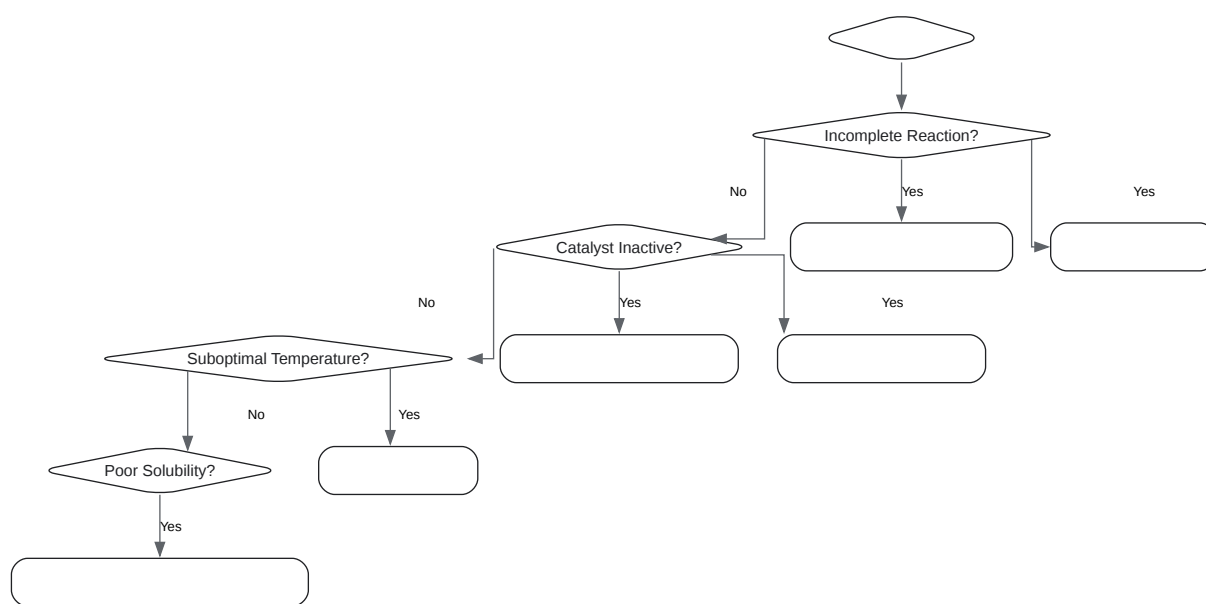 Incomplete Reaction?
No
Yes
Yes
Catalyst Inactive?
No
Yes
Yes
Suboptimal Temperature?
No
Yes
Poor Solubility?
Yes